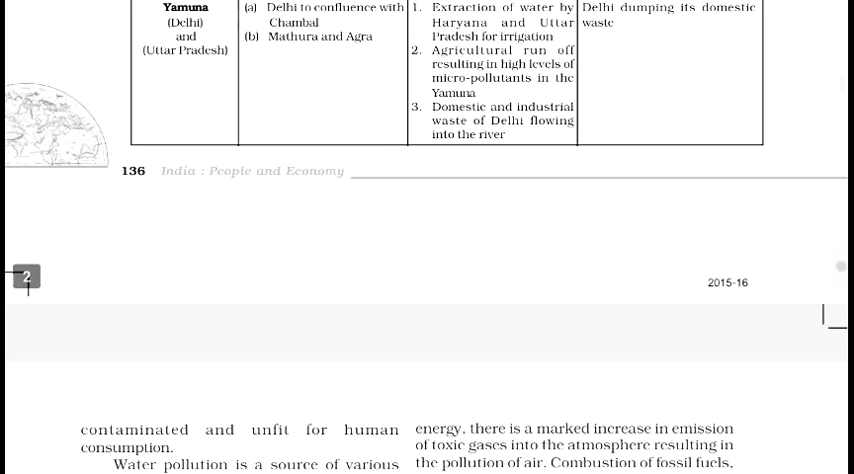 Yamuna
(Delhi)
and
(Uttar Pradesh)
(a) Delhi to confluence with
Chambal
(b) Mathura and Agra
1. Extraction of water by
Haryana and Uttar
Pradesh for irrigation
2. Agricultural run off
resulting in high levels of
micro-pollutants in the
Yamuna
3. Domestic and industrial
waste of Delhi flowing
into the river
Delhi dumping its domestic
waste
136 India : People and Economy
2
2015-16
contaminated and unfit for human
consumption.
Water pollution is a source of various
energy, there is a marked increase in emission
of toxic gases into the atmosphere resulting in
the pollution of air. Combustion of fossil fuels,